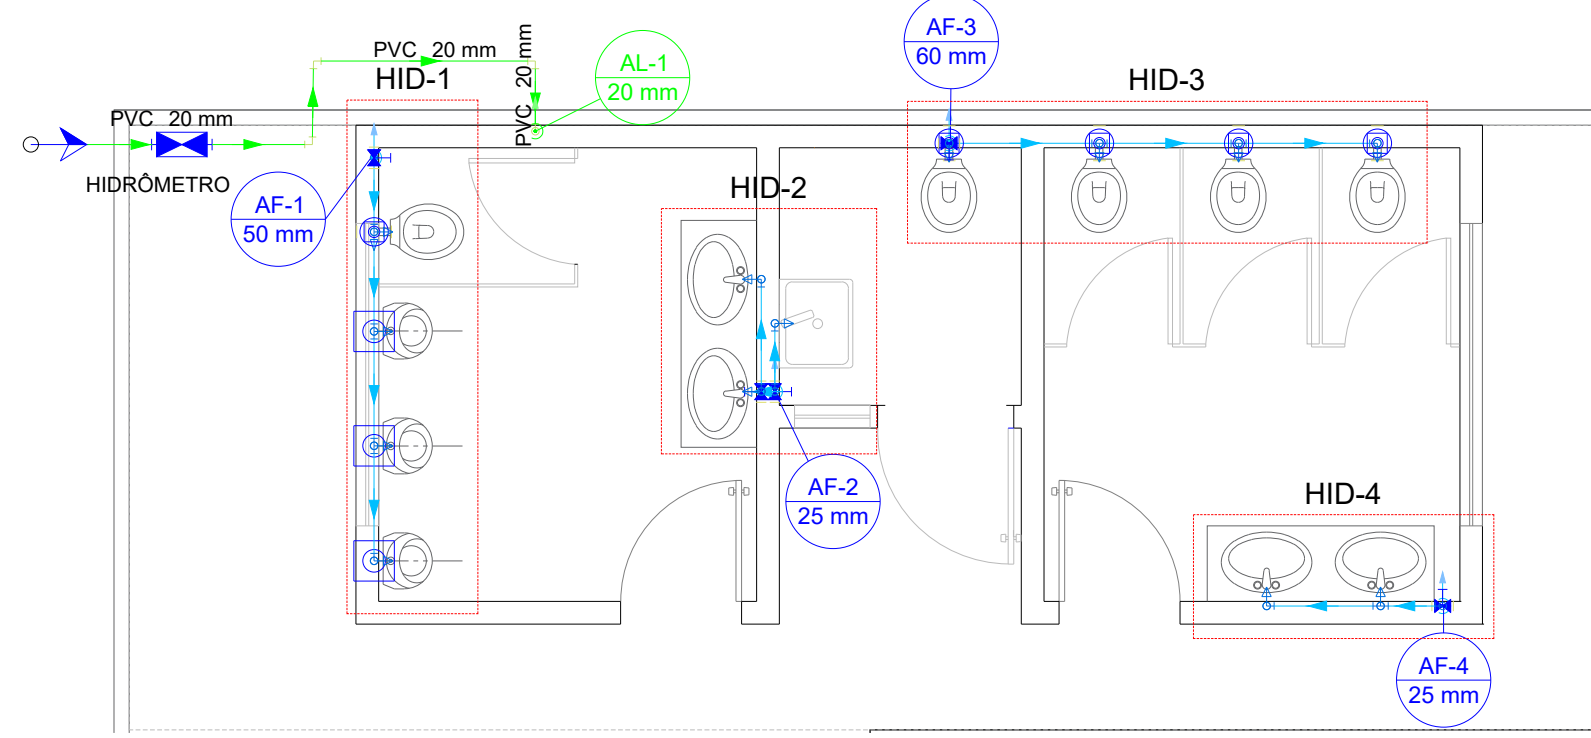 PVC 20 mm
HID-1
PVC 20 mm
AL-1
20 mm
AF-3
60 mm
HID-3
PVC 20 mm
HIDRÔMETRO
AF-1
50 mm
HID-2
AF-2
25 mm
HID-4
AF-4
25 mm